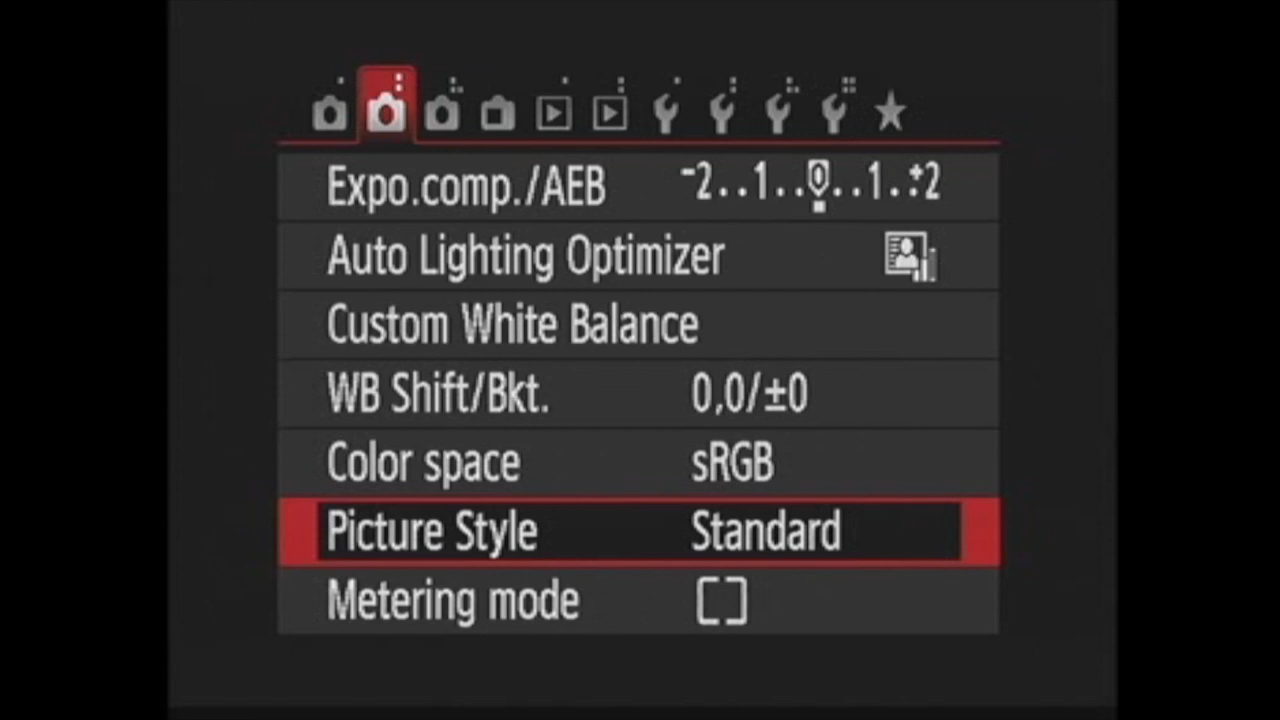 Expo.comp./AEB -2..1..0..1.:+2
Auto Lighting Optimizer
Custom White Balance
WB Shift/Bkt. 0,0/±0
Color space sRGB
Picture Style Standard
Metering mode